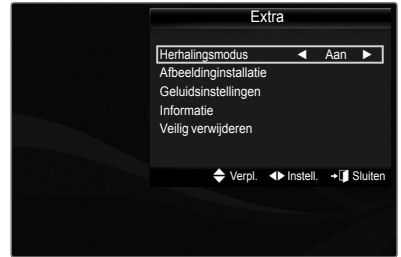 Extra
Herhalingsmodus ◀ Aan ▶
Afbeeldinginstallatie
Geluidsinstellingen
Informatie
Veilig verwijderen
Verpl. Instell. Sluiten